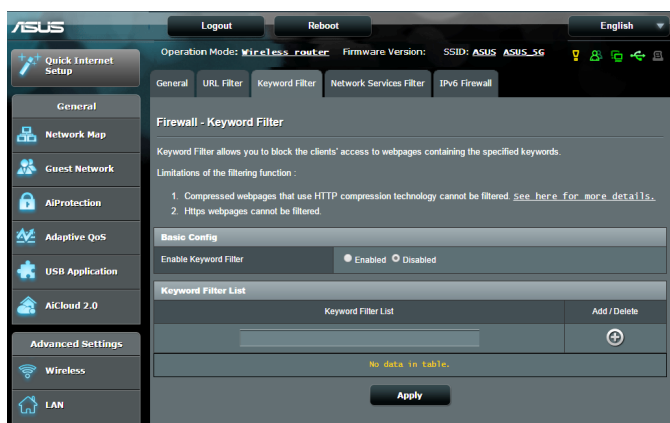 ASUS
Logout
Reboot
English
Quick Internet
Setup
Operation Mode: Wireless router Firmware Version: SSID: ASUS ASUS_5G
General
URL Filter
Keyword Filter
Network Services Filter
IPv6 Firewall
General
Network Map
Guest Network
AiProtection
Adaptive QoS
USB Application
AiCloud 2.0
Advanced Settings
Wireless
LAN
Firewall - Keyword Filter
Keyword Filter allows you to block the clients' access to webpages containing the specified keywords.
Limitations of the filtering function :
1. Compressed webpages that use HTTP compression technology cannot be filtered. See here for more details.
2. Https webpages cannot be filtered.
Basic Config
Enable Keyword Filter
Enabled Disabled
Keyword Filter List
Keyword Filter List
Add / Delete
No data in table.
Apply